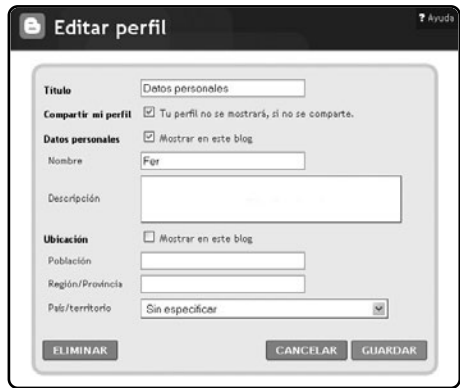 Editar perfil
? Ayuda
Título Datos personales
Compartir mi perfil Tu perfil no se mostrará, si no se comparte.
Datos personales Mostrar en este blog
Nombre Fer
Descripción
Ubicación Mostrar en este blog
Población
Región/Provincia
País/territorio Sin especificar
ELIMINAR CANCELAR GUARDAR